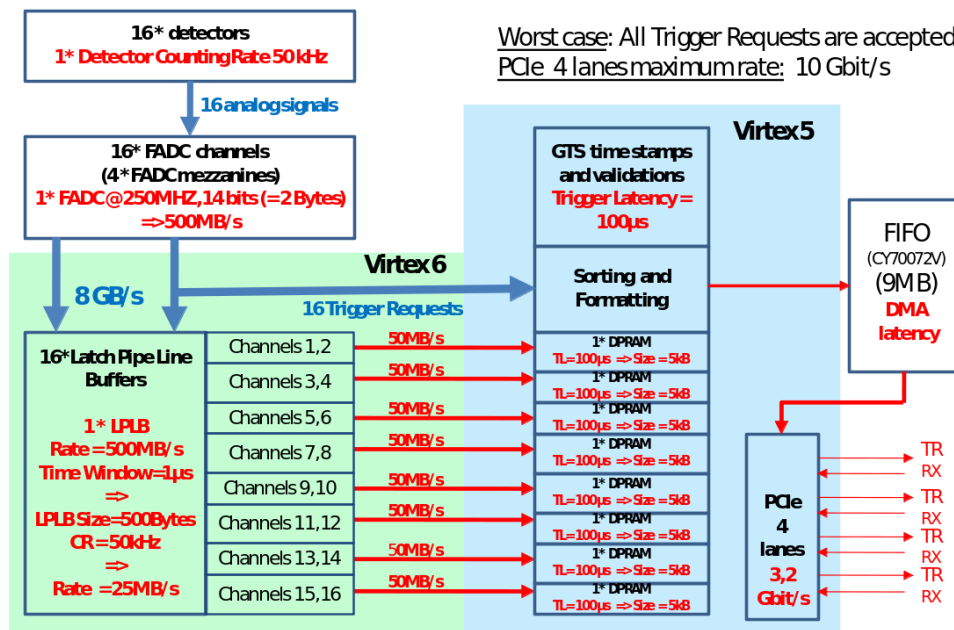 16* detectors
1* Detector Counting Rate 50 kHz
Worst case: All Trigger Requests are accepted
PCIe 4 lanes maximum rate: 10 Gbit/s
16 analog signals
Virtex 5
16* FADC channels
(4* FADC mezzanines)
1* FADC@250MHZ, 14 bits (= 2 Bytes)
=>500MB/s
GTS time stamps
and validations
Trigger Latency =
100µs
FIFO
(CY70072V)
(9MB)
DMA
latency
Virtex 6
8 GB/s
16 Trigger Requests
Sorting and
Formatting
16* Latch Pipe Line
Buffers
1* LPLB
Rate = 500MB/s
Time Window=1µs
=>
LPLB Size=500Bytes
CR= 50kHz
=>
Rate = 25MB/s
Channels 1,2
50MB/s
1* DPRAM
TL=100µs => Size = 5kB
Channels 3,4
50MB/s
1* DPRAM
TL=100µs => Size = 5kB
Channels 5,6
50MB/s
1* DPRAM
TL=100µs => Size = 5kB
Channels 7,8
50MB/s
1* DPRAM
TL=100µs => Size = 5kB
Channels 9,10
50MB/s
1* DPRAM
TL=100µs => Size = 5kB
Channels 11,12
50MB/s
1* DPRAM
TL=100µs => Size = 5kB
Channels 13,14
50MB/s
1* DPRAM
TL=100µs => Size = 5kB
Channels 15,16
50MB/s
1* DPRAM
TL=100µs => Size = 5kB
PCIe
4
lanes
3,2
Gbit/s
TR
RX
TR
RX
TR
RX
TR
RX